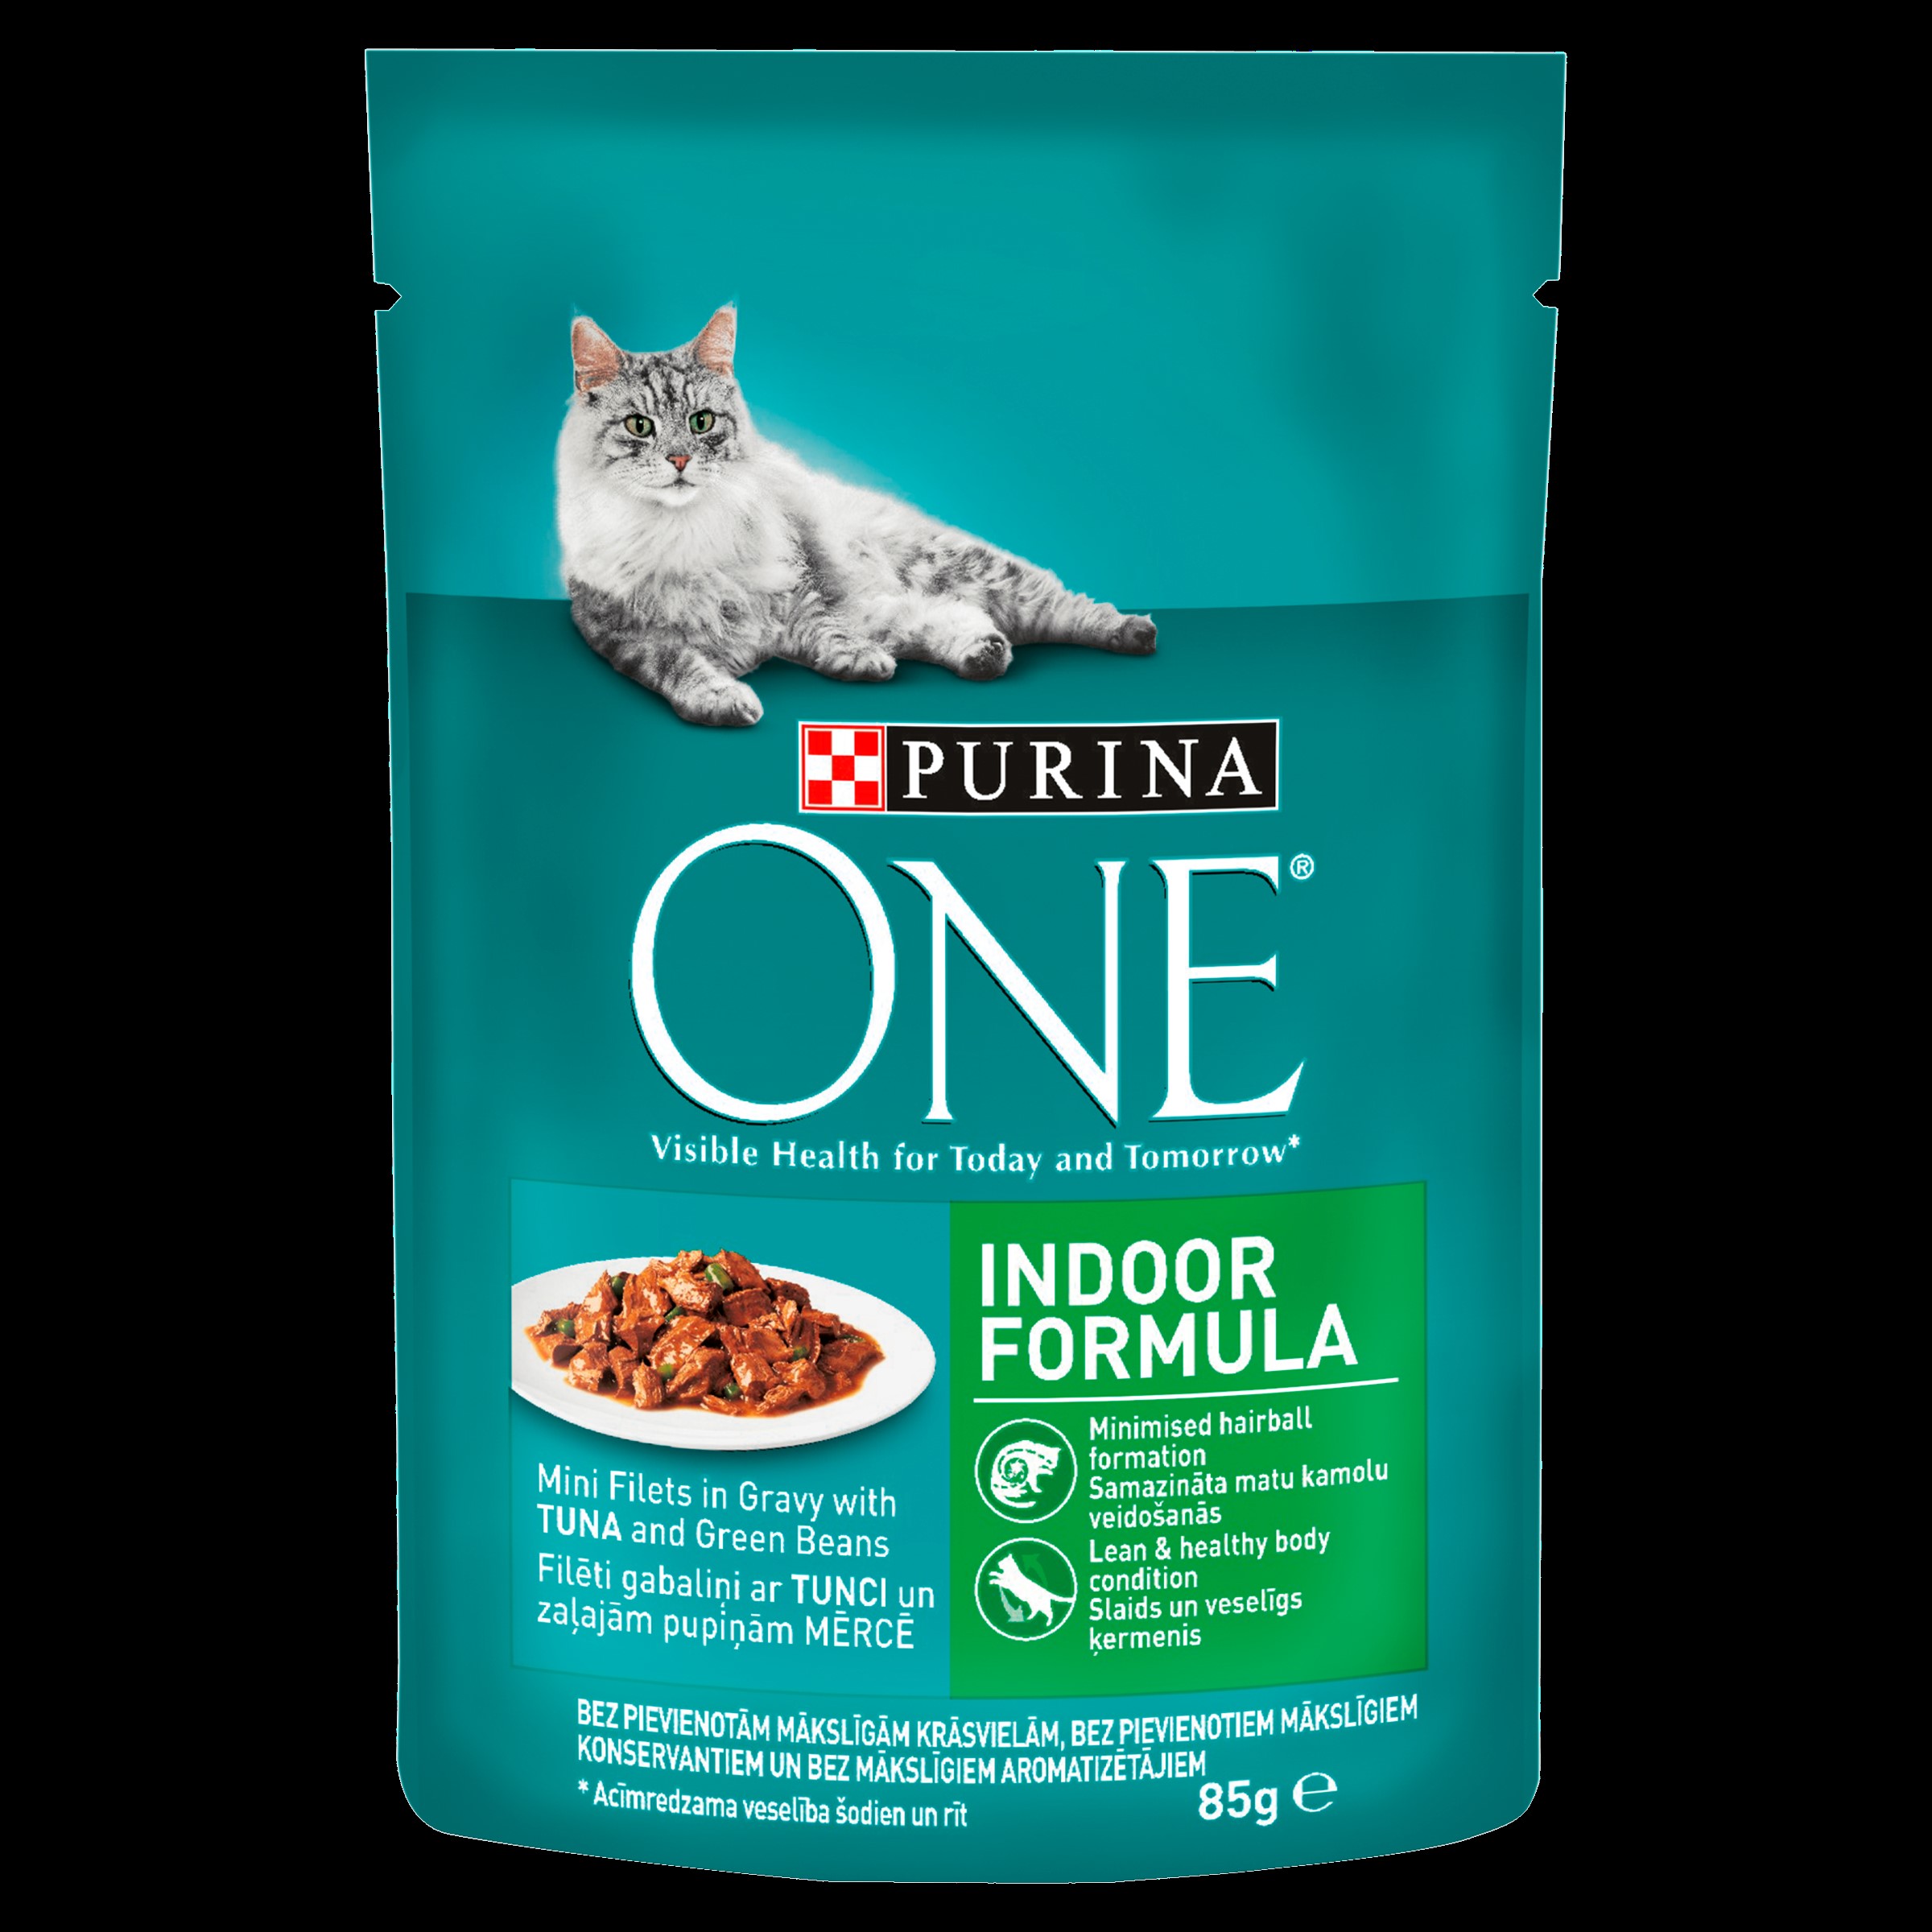 PURINA
ONE®
Visible Health for Today and Tomorrow*
Mini Filets in Gravy with
TUNA and Green Beans
Filēti gabaliņi ar TUNCI un
zaļajām pupiņām MĒRCĒ
INDOOR
FORMULA
Minimised hairball
formation
Samazināta matu kamolu
veidošanās
Lean & healthy body
condition
Slaids un veselīgs
ķermenis
BEZ PIEVIENOTĀM MĀKSLĪGĀM KRĀSVIELĀM, BEZ PIEVIENOTIEM MĀKSLĪGIEM
KONSERVANTIEM UN BEZ MĀKSLĪGIEM AROMATIZĒTĀJIEM
* Acīmredzama veselība šodien un rīt
85g ℮